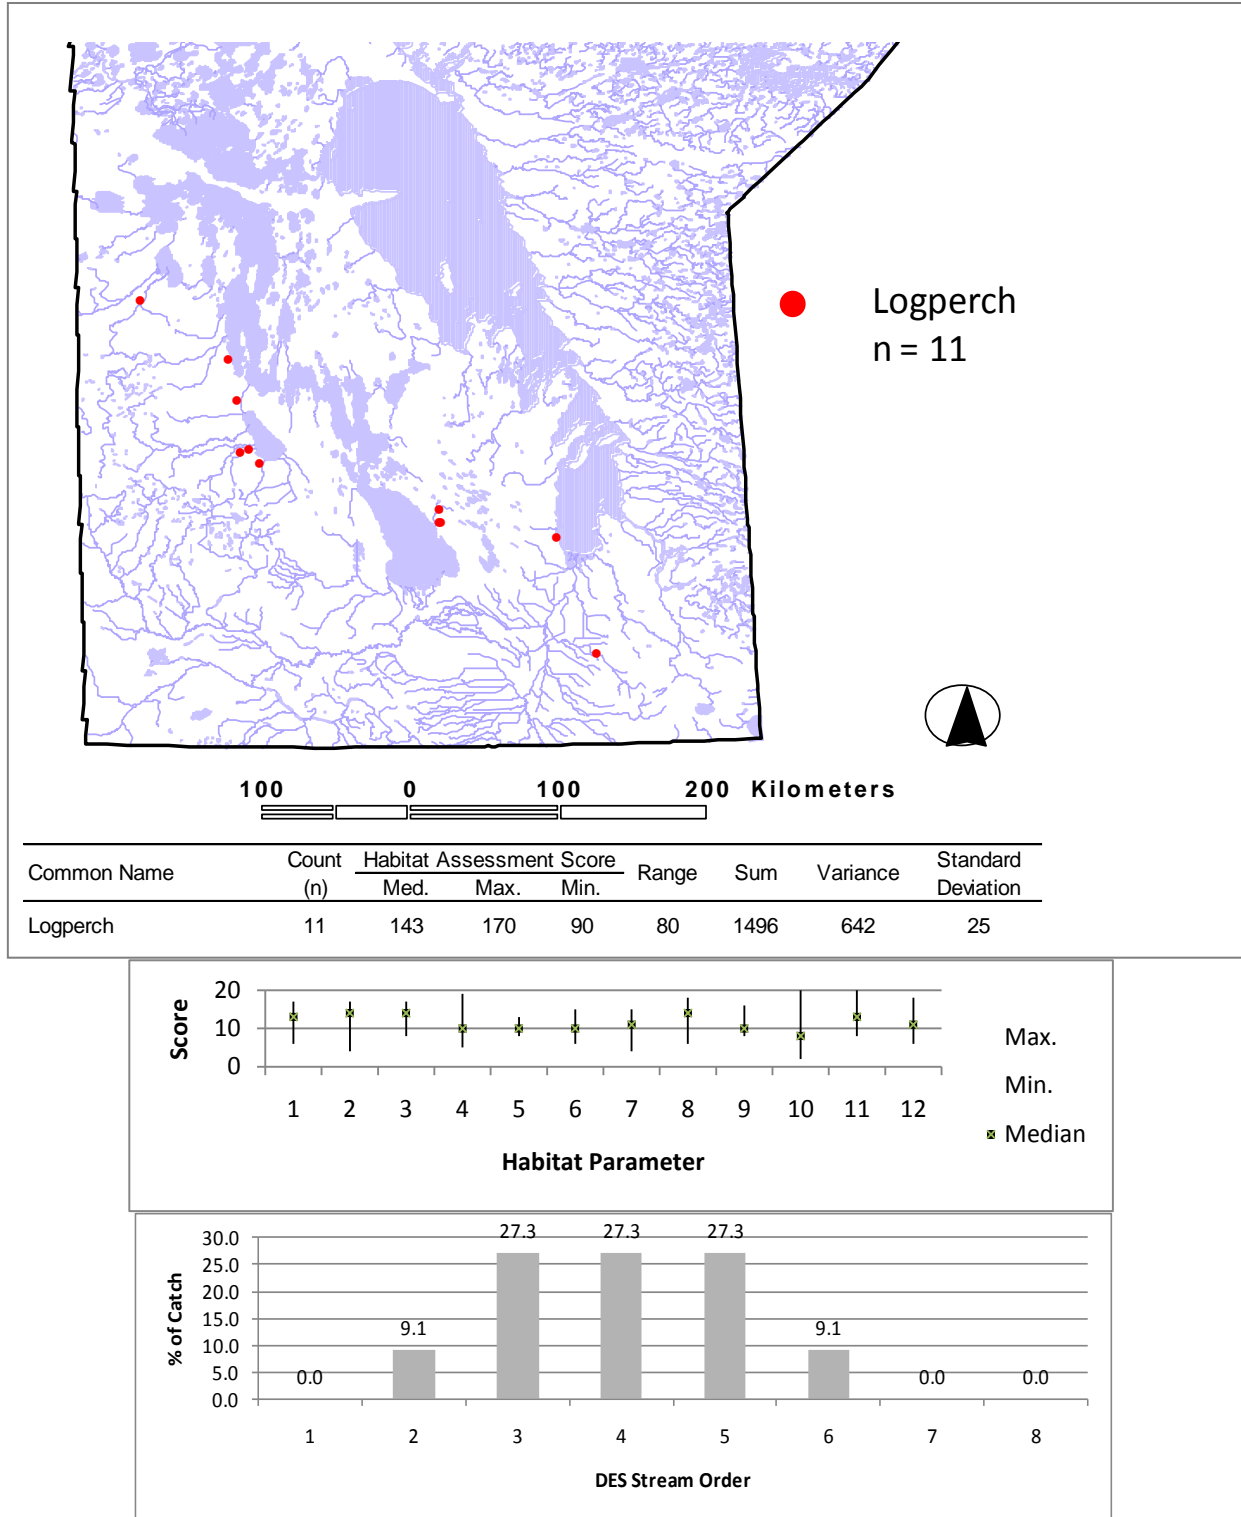 Logperch
n = 11
100 0 100 200 Kilometers
Common Name Count (n) Habitat Assessment Score Range Sum Variance Standard Deviation
Med. Max. Min.
Logperch 11 143 170 90 80 1496 642 25
Score
20
10
0
1 2 3 4 5 6 7 8 9 10 11 12
Habitat Parameter
Max.
Min.
Median
% of Catch
30.0
25.0
20.0
15.0
10.0
5.0
0.0
0.0 9.1 27.3 27.3 27.3 9.1 0.0 0.0
1 2 3 4 5 6 7 8
DES Stream Order